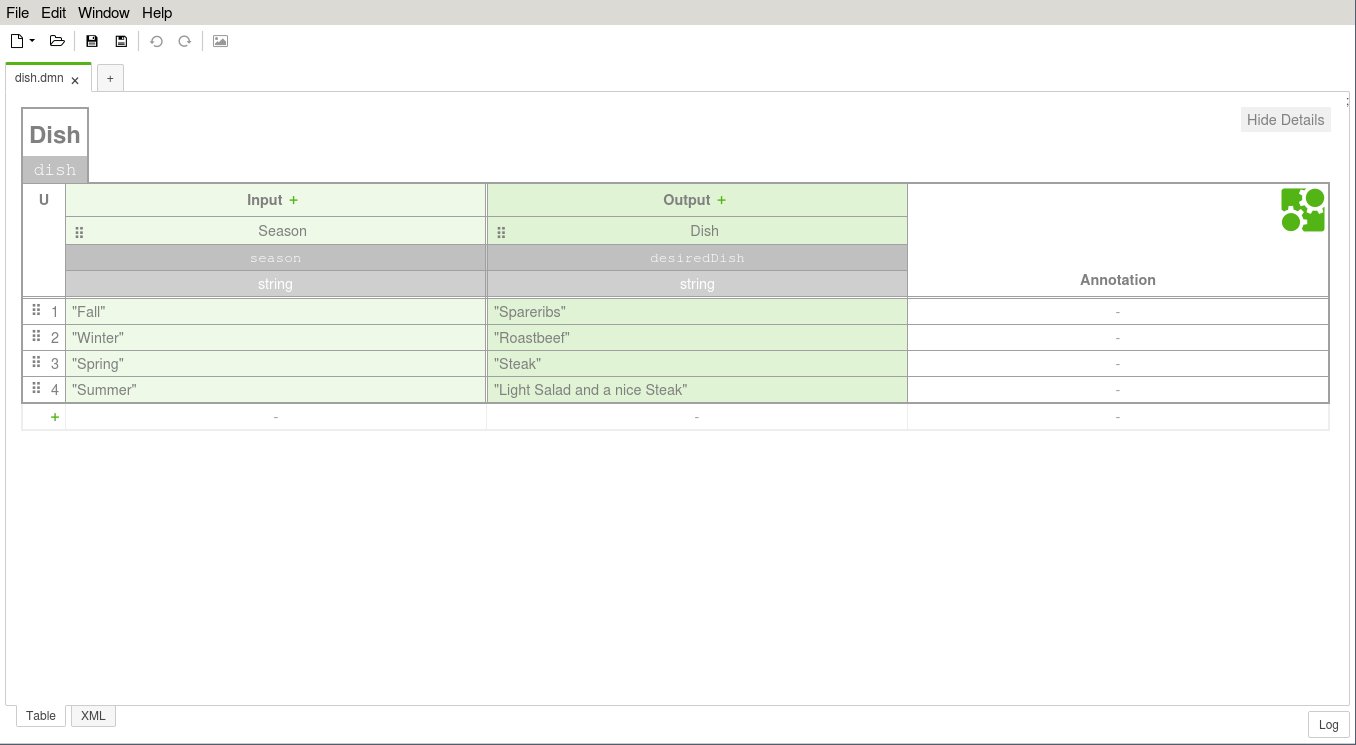 File Edit Window Help
dish.dmn × +
Dish
Hide Details
dish
U Input + Output +
Season Dish
season desiredDish
string string Annotation
1 "Fall" "Spareribs" -
2 "Winter" "Roastbeef" -
3 "Spring" "Steak" -
4 "Summer" "Light Salad and a nice Steak" -
+ - - -
Table XML
Log